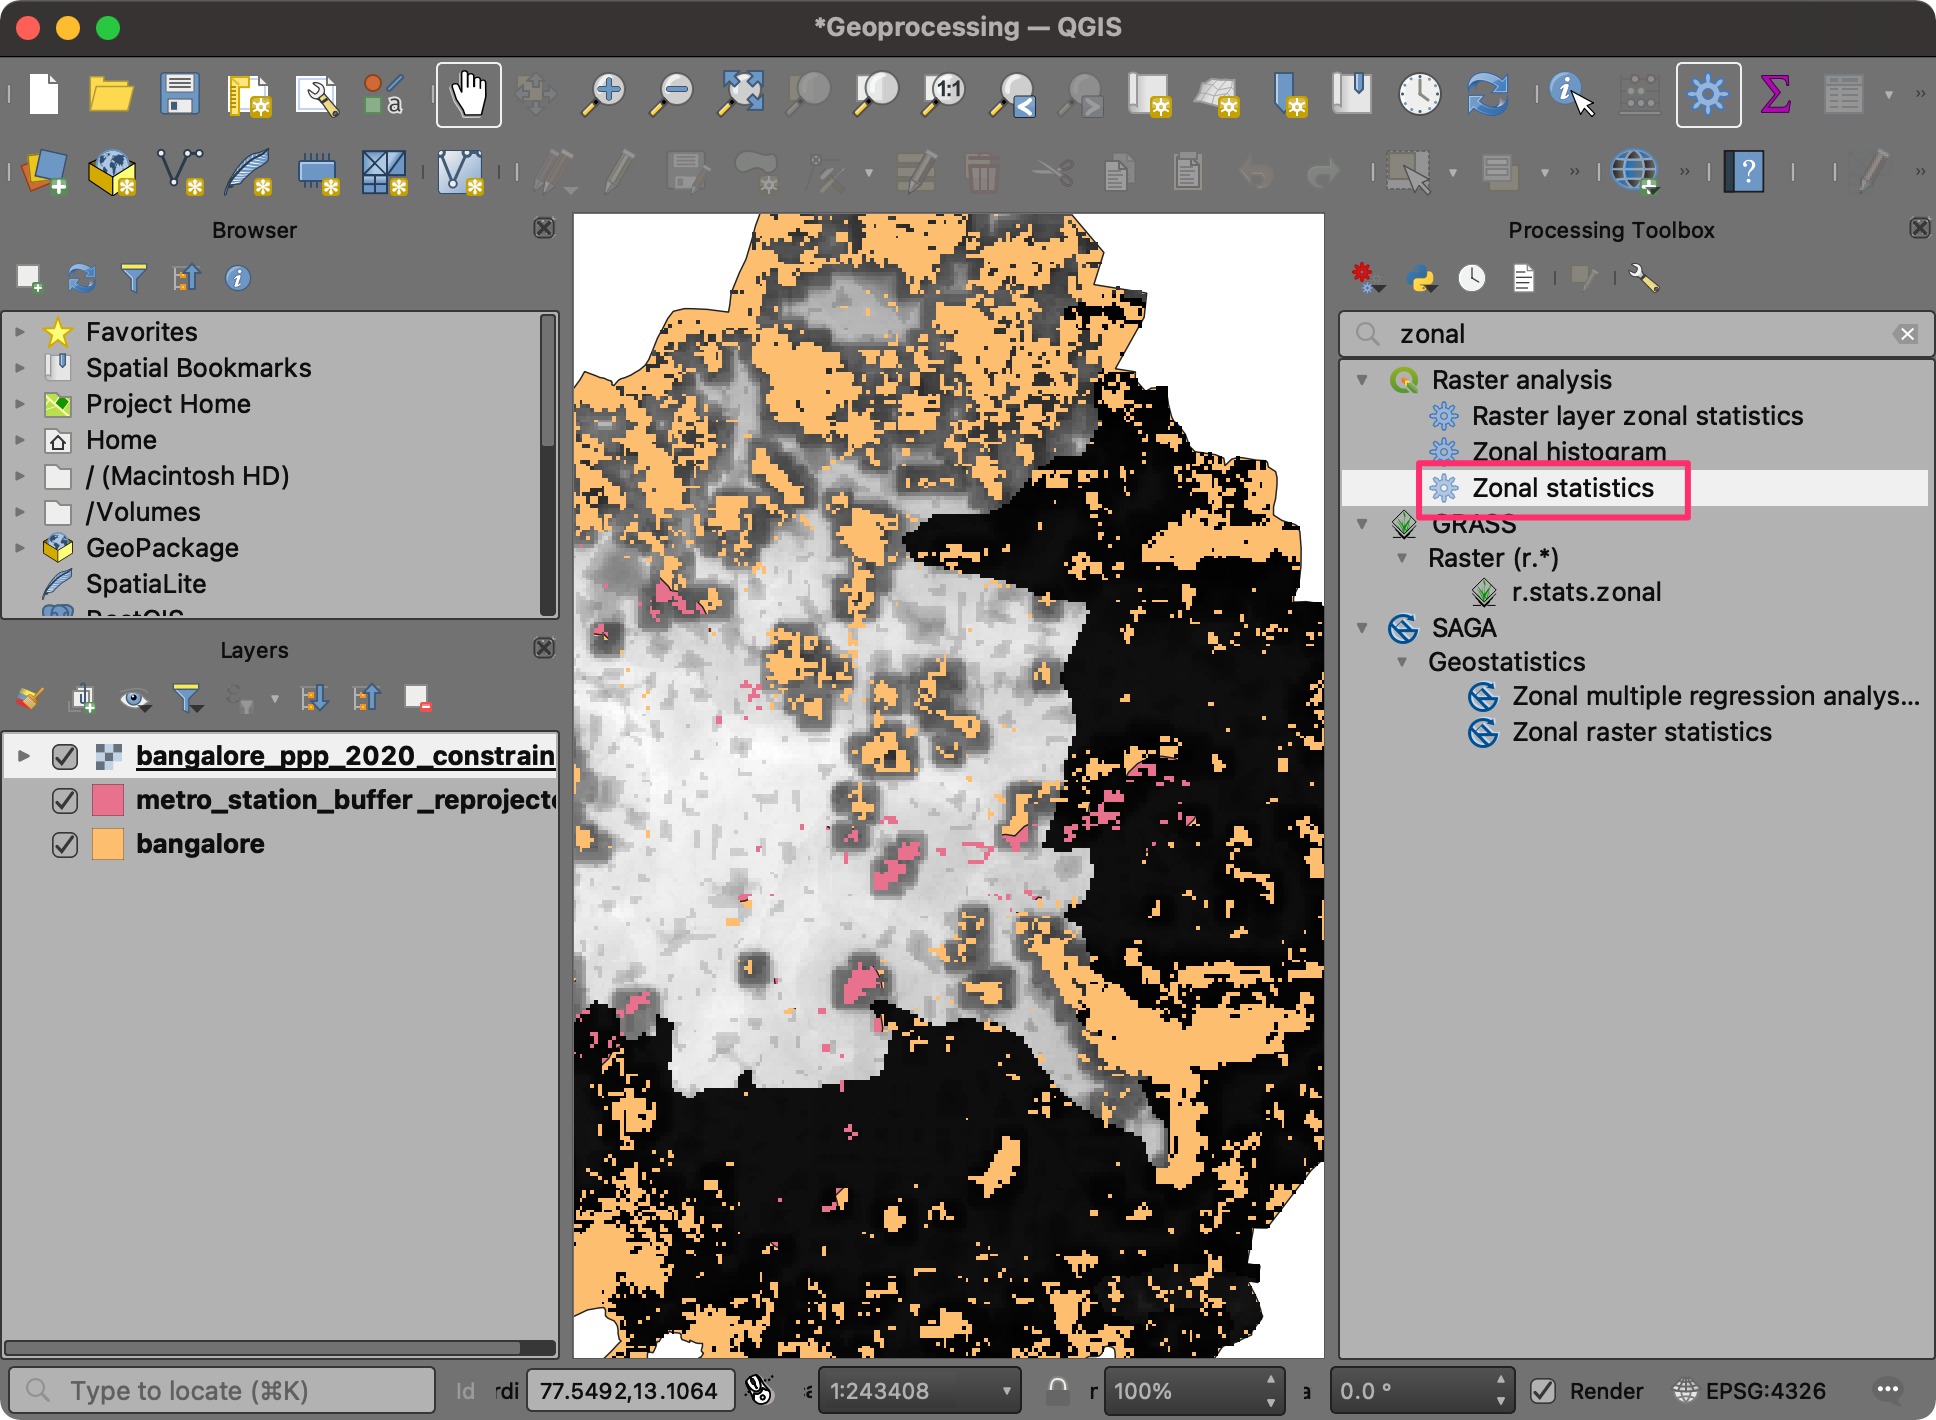 *Geoprocessing — QGIS
a
1:1
Σ
?
Browser
Favorites
Spatial Bookmarks
Project Home
Home
/ (Macintosh HD)
/Volumes
GeoPackage
SpatiaLite
Layers
bangalore_ppp_2020_constrain
metro_station_buffer_reprojecte
bangalore
Processing Toolbox
zonal
Raster analysis
Raster layer zonal statistics
Zonal histogram
Zonal statistics
GRASS
Raster (r.*)
r.stats.zonal
SAGA
Geostatistics
Zonal multiple regression analys...
Zonal raster statistics
Type to locate (⌘K)
rdi 77.5492,13.1064
1:243408
r 100%
a 0.0 °
Render
EPSG:4326